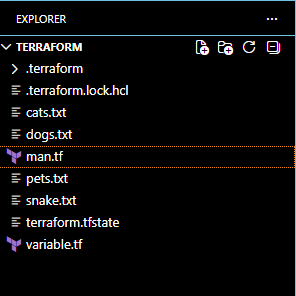 EXPLORER
TERRAFORM
.terraform
.terraform.lock.hcl
cats.txt
dogs.txt
man.tf
pets.txt
snake.txt
terraform.tfstate
variable.tf